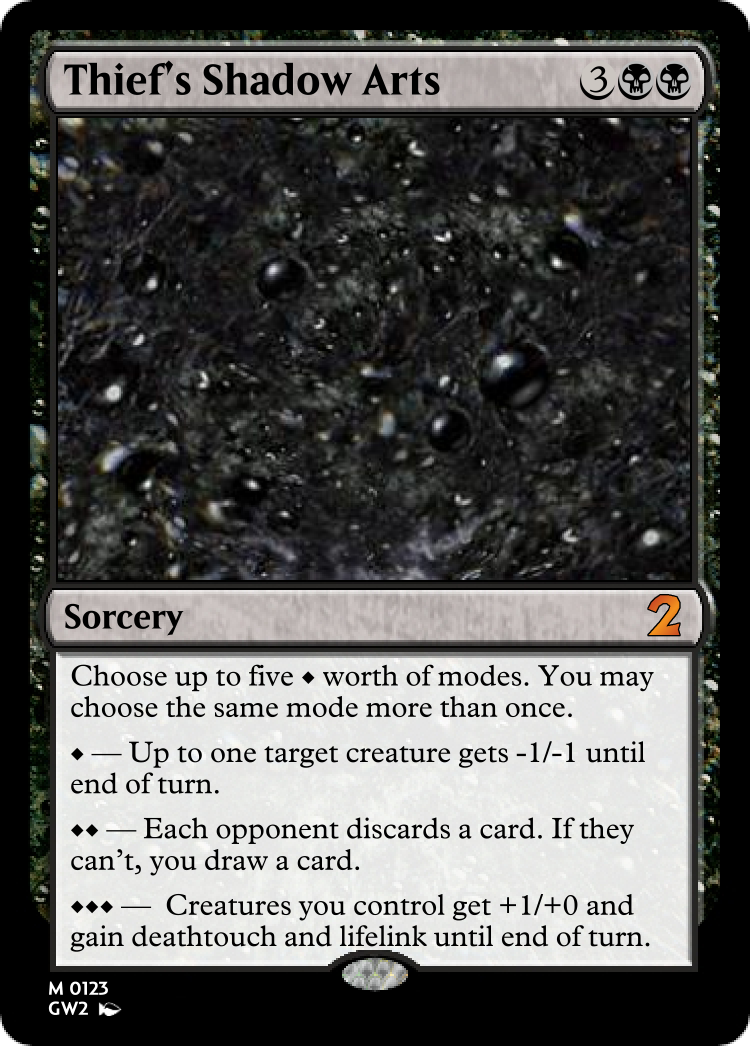 Thief's Shadow Arts 3
Sorcery 2
Choose up to five ⬥ worth of modes. You may
choose the same mode more than once.
⬥ — Up to one target creature gets -1/-1 until
end of turn.
⬥⬥ — Each opponent discards a card. If they
can't, you draw a card.
⬥⬥⬥ — Creatures you control get +1/+0 and
gain deathtouch and lifelink until end of turn.
M 0123
GW2